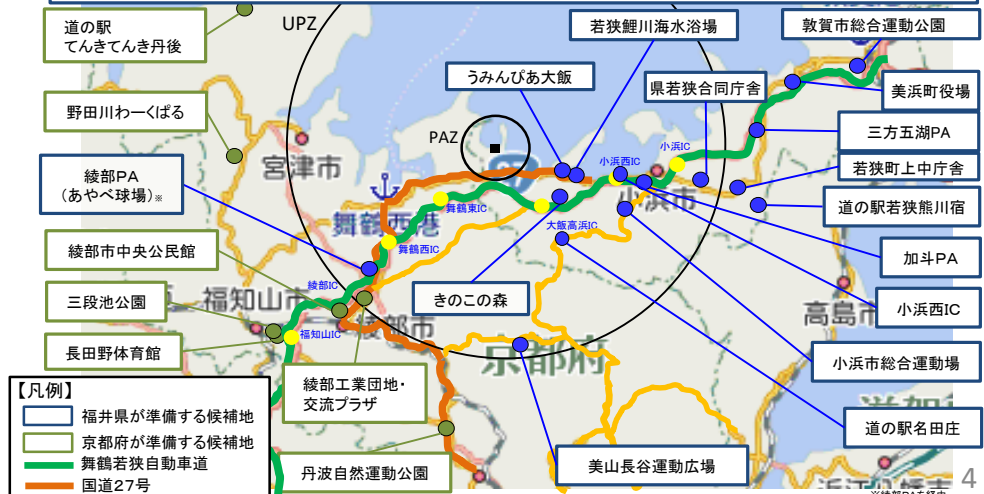 道の駅
てんきてんき丹後
UPZ
若狭鯉川海水浴場
敦賀市総合運動公園
うみんぴあ大飯
県若狭合同庁舎
美浜町役場
野田川わーくぱる
PAZ
三方五湖PA
宮津市
小浜IC
小浜西IC
若狭町上中庁舎
綾部PA
(あやべ球場)※
小浜市
道の駅若狭熊川宿
舞鶴東IC
舞鶴西港
大飯高浜IC
舞鶴西IC
綾部市中央公民館
加斗PA
綾部IC
三段池公園
福知山市
きのこの森
小浜西IC
高島市
綾部市
福知山IC
長田野体育館
京都府
小浜市総合運動場
綾部工業団地・
交流プラザ
【凡例】
福井県が準備する候補地
京都府が準備する候補地
舞鶴若狭自動車道
国道27号
道の駅名田庄
丹波自然運動公園
美山長谷運動広場
4
※綾部PAを経由